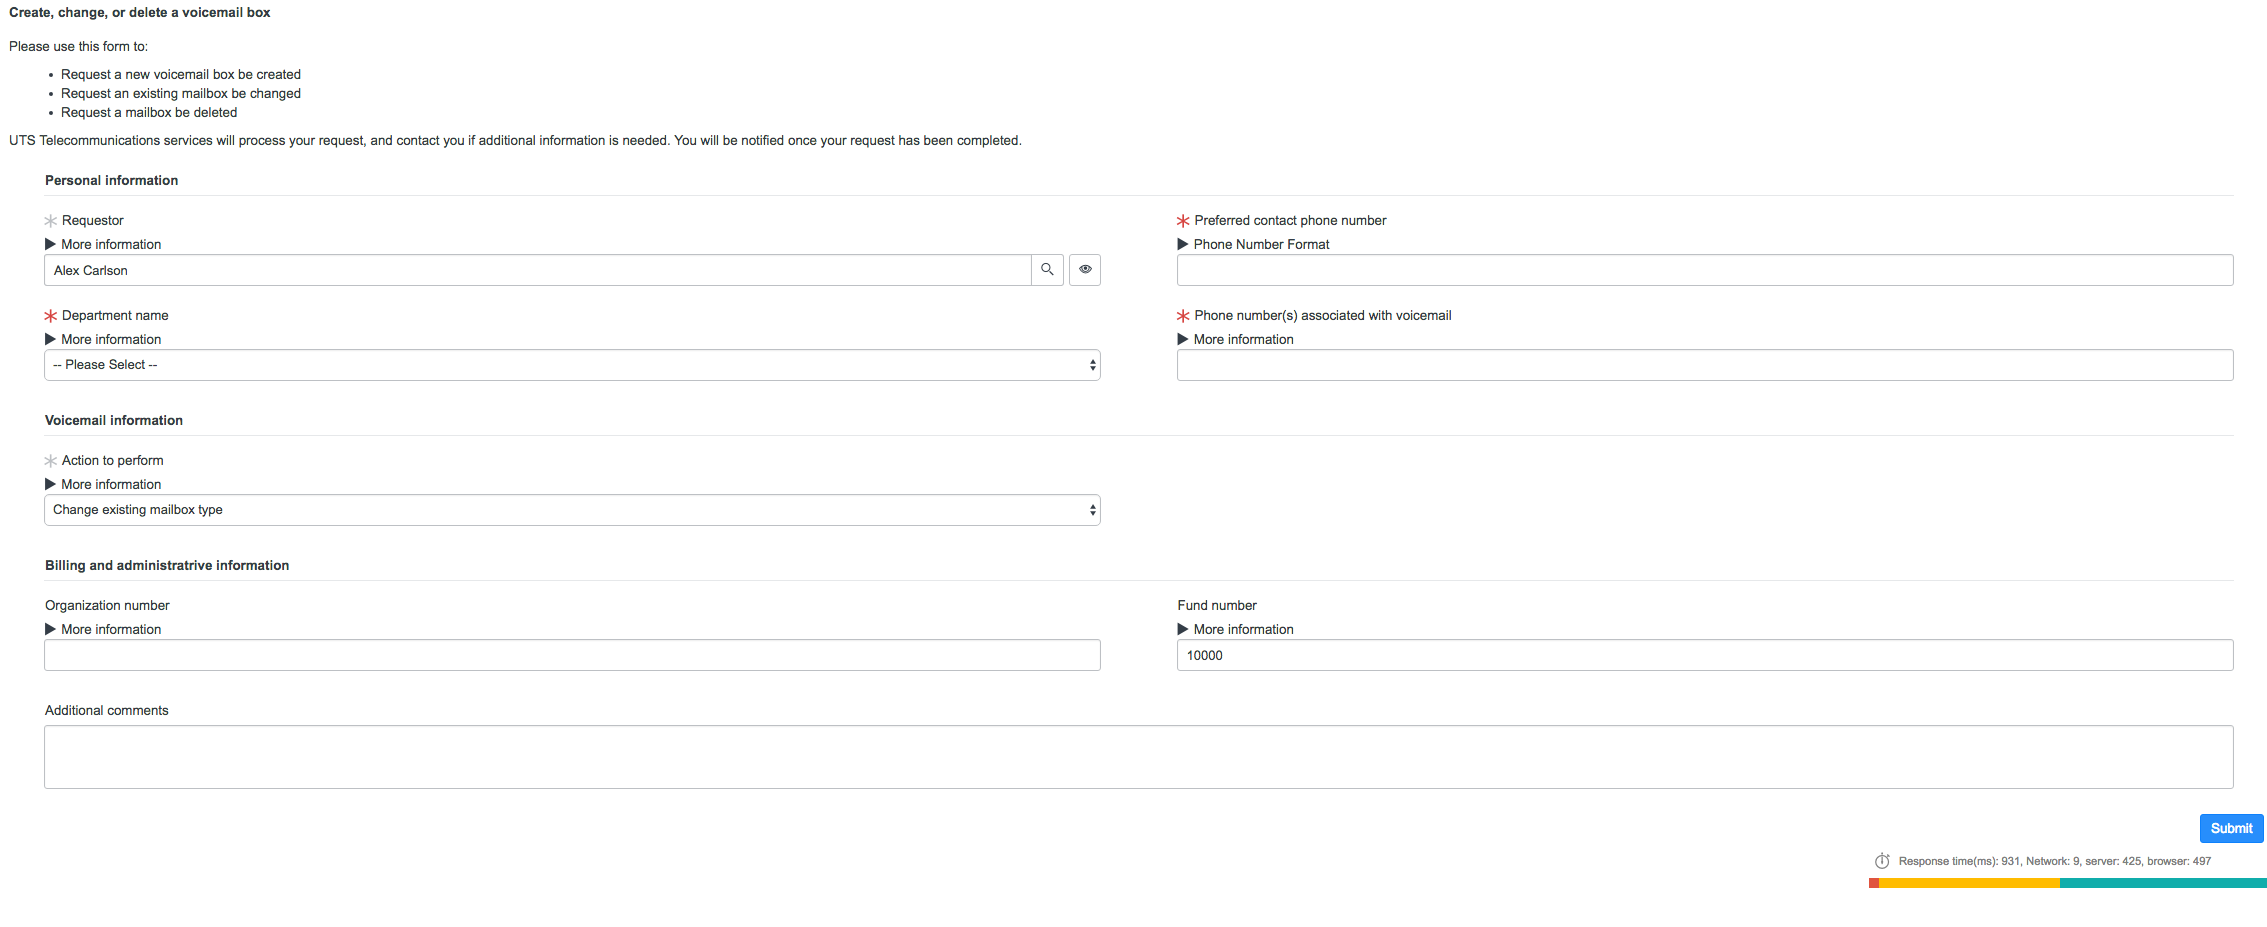 Create, change, or delete a voicemail box
Please use this form to:
• Request a new voicemail box be created
• Request an existing mailbox be changed
• Request a mailbox be deleted
UTS Telecommunications services will process your request, and contact you if additional information is needed. You will be notified once your request has been completed.
Personal information
Requestor
More information
Alex Carlson
Preferred contact phone number
Phone Number Format
Department name
More information
-- Please Select --
Phone number(s) associated with voicemail
More information
Voicemail information
Action to perform
More information
Change existing mailbox type
Billing and administratrive information
Organization number
More information
Fund number
More information
10000
Additional comments
Submit
Response time(ms): 931, Network: 9, server: 425, browser: 497